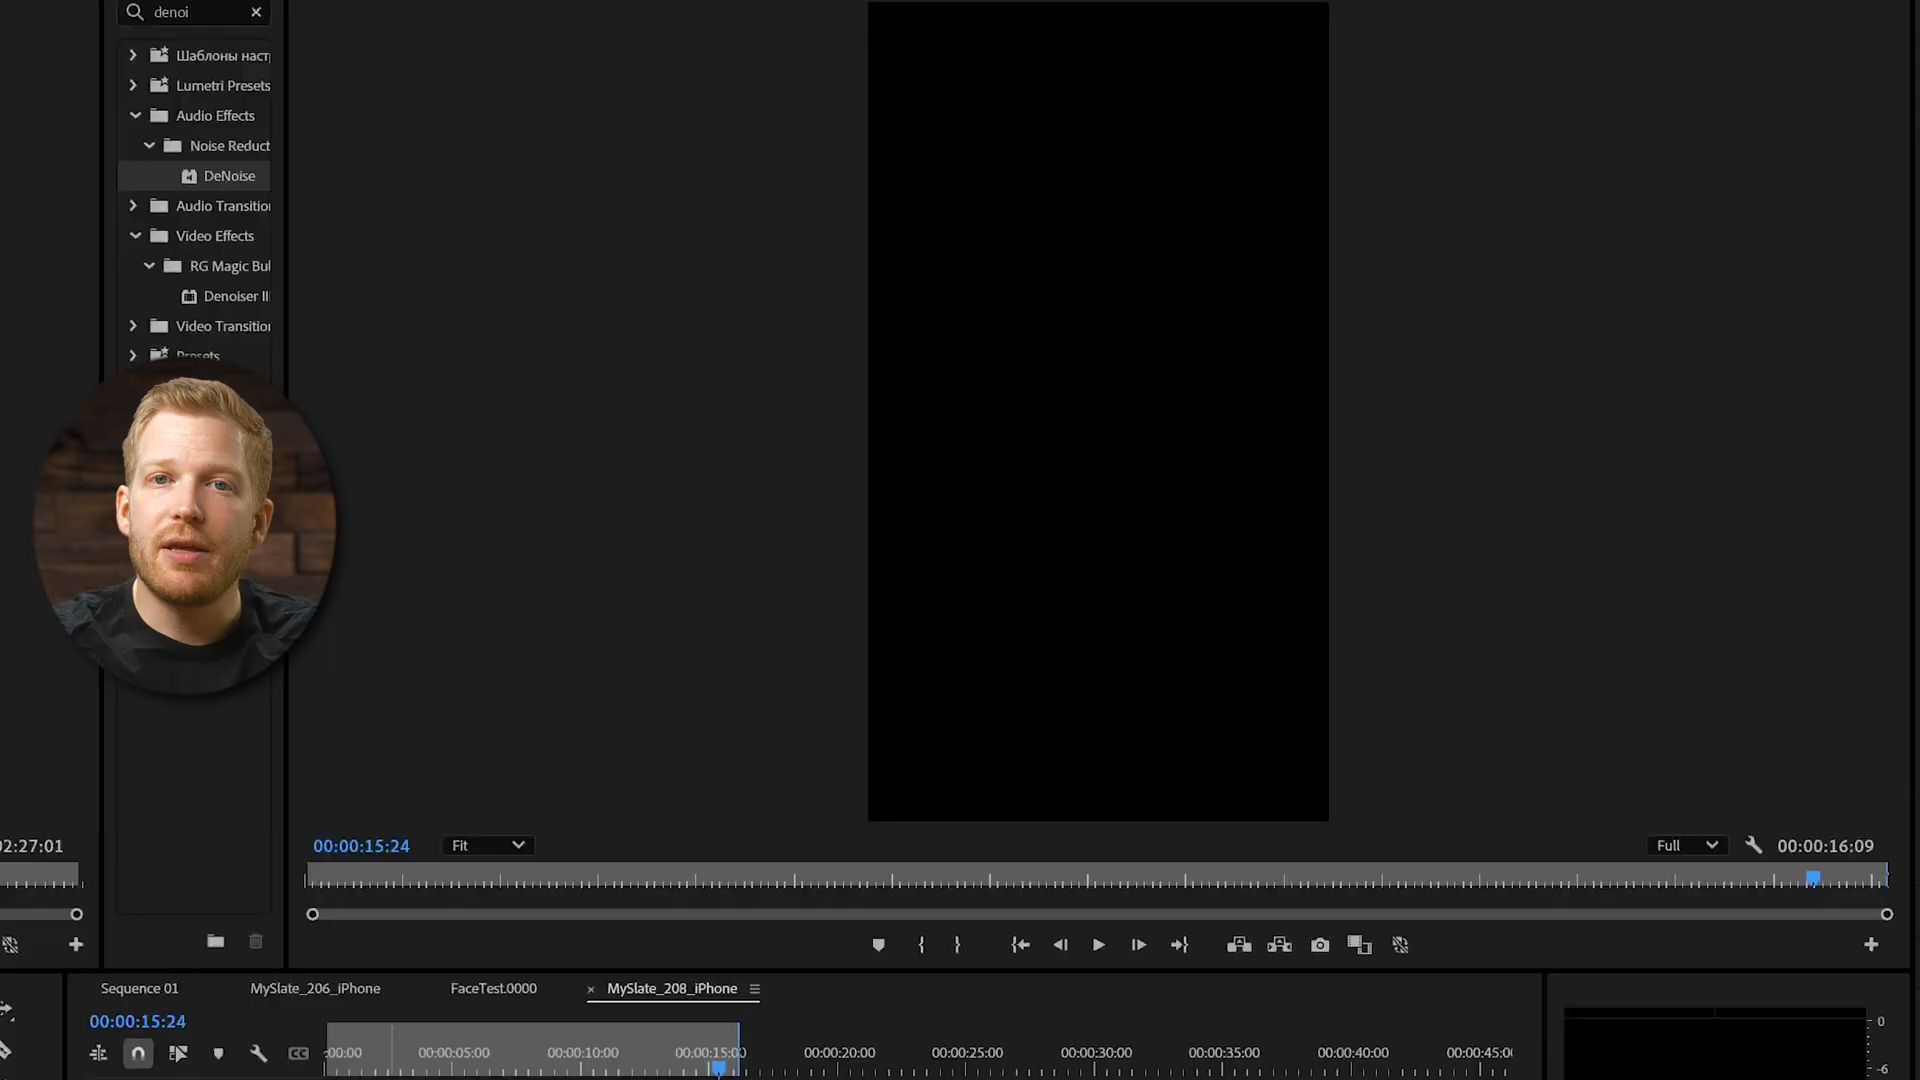 denoi
Шаблоны наст
Lumetri Presets
Audio Effects
Noise Reduct
DeNoise
Audio Transitio
Video Effects
RG Magic Bul
Denoiser II
Video Transitio
Presets
02:27:01
00:00:15:24
Fit
Full
00:00:16:09
Sequence 01
MySlate_206_iPhone
FaceTest.0000
MySlate_208_iPhone
00:00:15:24
:00:00
00:00:05:00
00:00:10:00
00:00:15:00
00:00:20:00
00:00:25:00
00:00:30:00
00:00:35:00
00:00:40:00
00:00:45:00
CC
0
-6